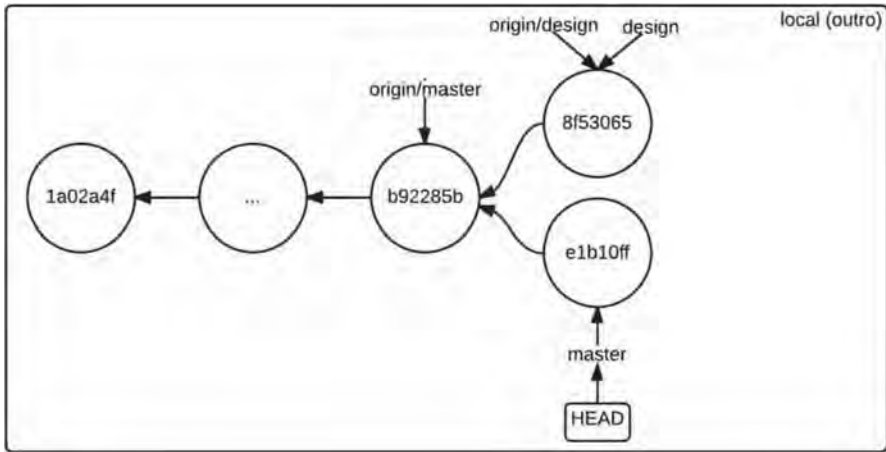 local (outro)
origin/design
design
origin/master
8f53065
1a02a4f
...
b92285b
e1b10ff
master
HEAD